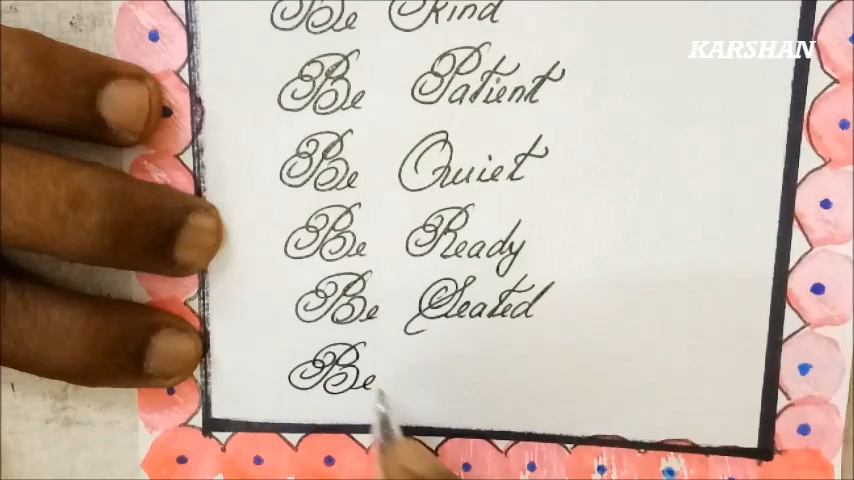 Be Kind
KARSHAN
Be Patient
Be Quiet
Be Ready
Be Seated
Be